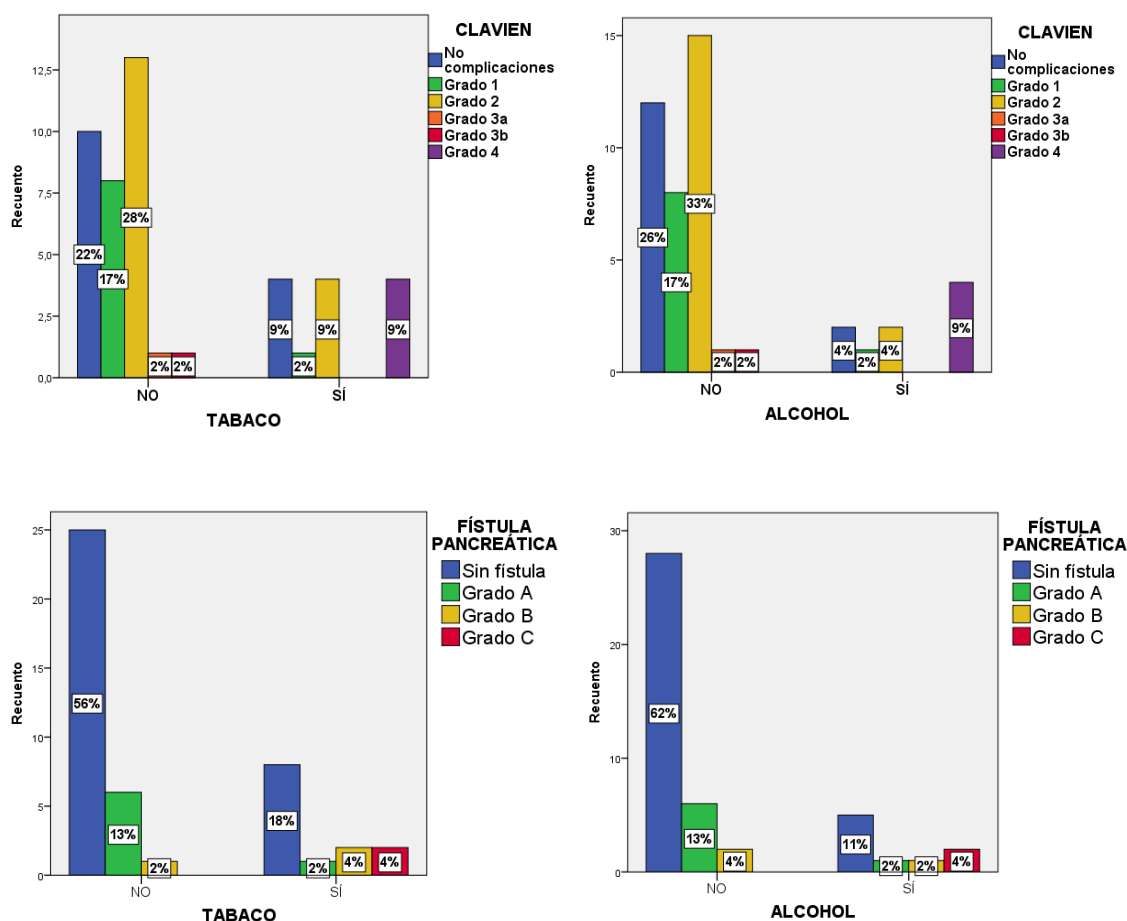 CLAVIEN
No
complicaciones
Grado 1
Grado 2
Grado 3a
Grado 3b
Grado 4
Recuento
12,5
10,0
7,5
5,0
2,5
0,0
22%
17%
28%
2%
2%
9%
2%
9%
9%
NO
SÍ
TABACO
CLAVIEN
No
complicaciones
Grado 1
Grado 2
Grado 3a
Grado 3b
Grado 4
Recuento
15
10
5
0
26%
17%
33%
2%
2%
4%
2%
4%
9%
NO
SÍ
ALCOHOL
FÍSTULA
PANCREÁTICA
Sin fístula
Grado A
Grado B
Grado C
Recuento
25
20
15
10
5
0
56%
13%
2%
18%
2%
4%
4%
NO
SÍ
TABACO
FÍSTULA
PANCREÁTICA
Sin fístula
Grado A
Grado B
Grado C
Recuento
30
20
10
0
62%
13%
4%
11%
2%
2%
4%
NO
SÍ
ALCOHOL